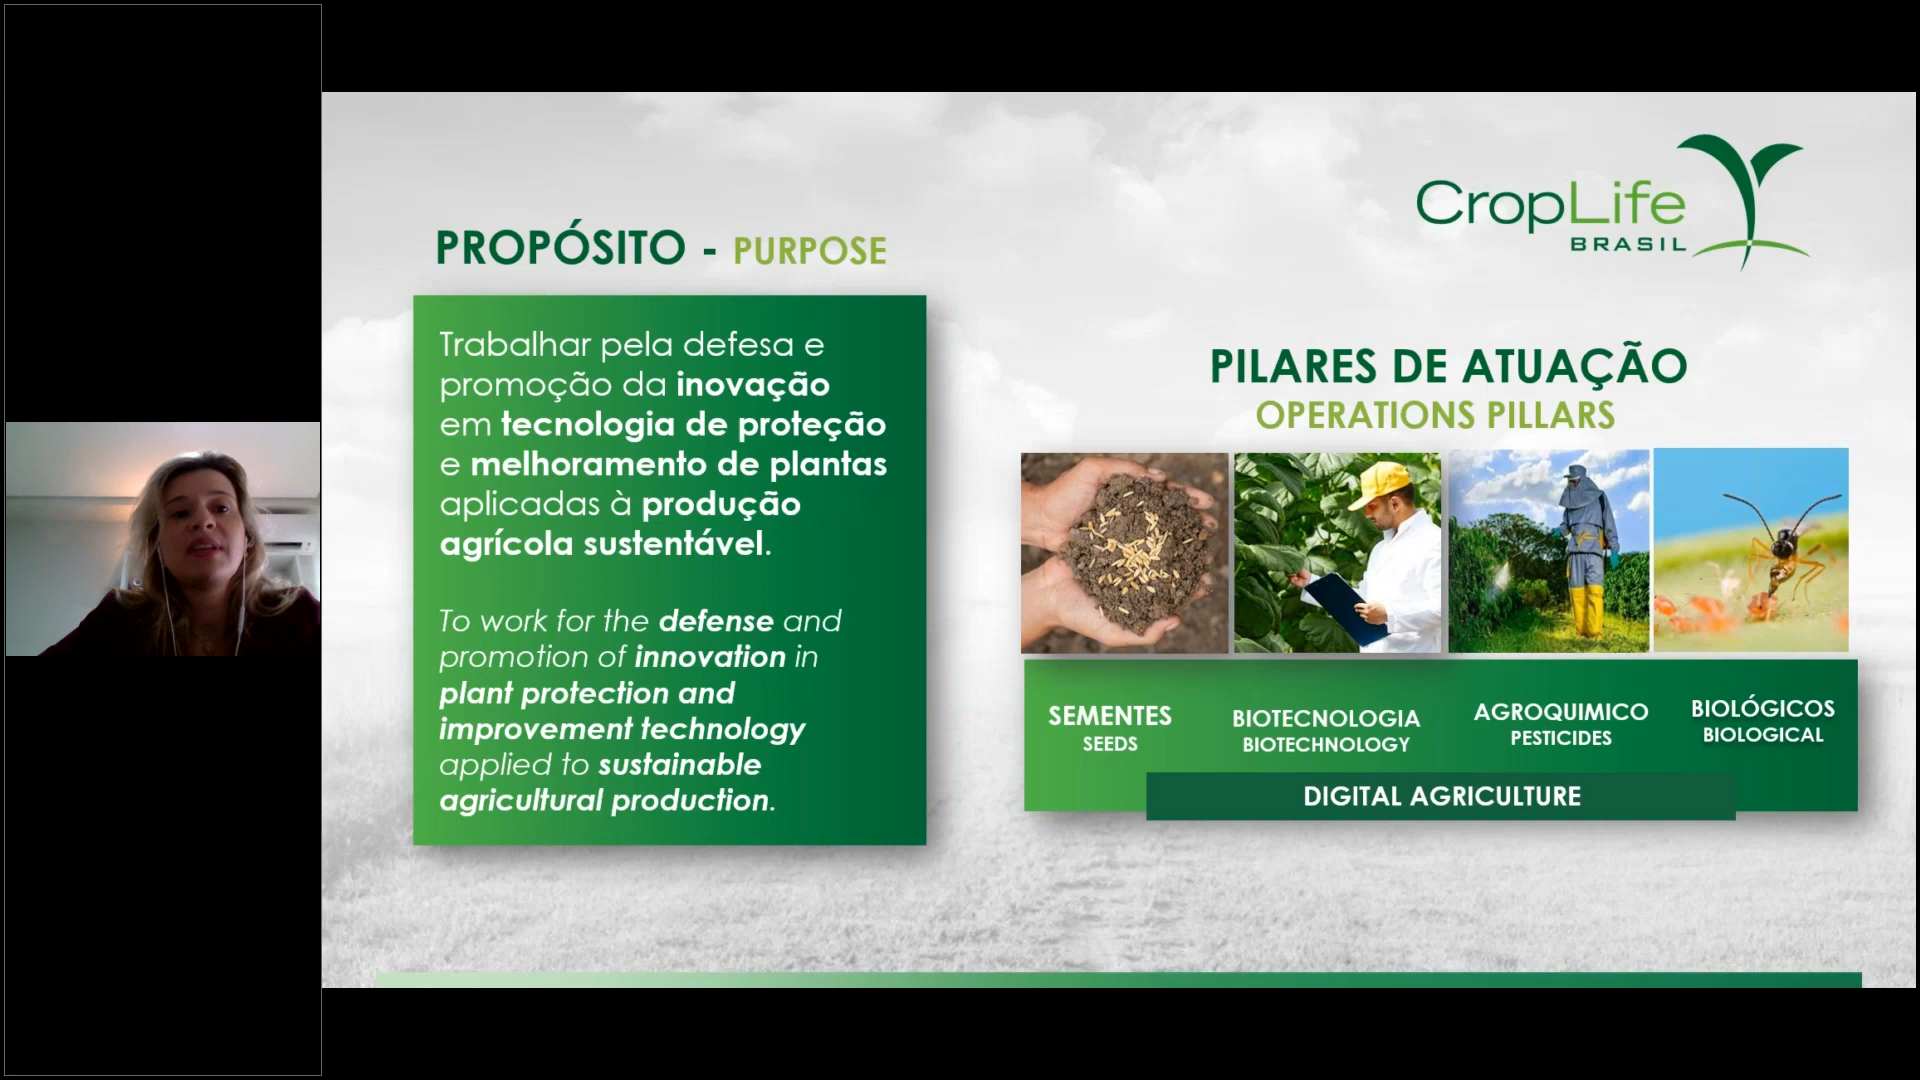 CropLife
BRASIL
PROPÓSITO - PURPOSE
Trabalhar pela defesa e
promoção da inovação
em tecnologia de proteção
e melhoramento de plantas
aplicadas à produção
agrícola sustentável.
To work for the defense and
promotion of innovation in
plant protection and
improvement technology
applied to sustainable
agricultural production.
PILARES DE ATUAÇÃO
OPERATIONS PILLARS
SEMENTES
SEEDS
BIOTECNOLOGIA
BIOTECHNOLOGY
AGROQUIMICO
PESTICIDES
BIOLÓGICOS
BIOLOGICAL
DIGITAL AGRICULTURE